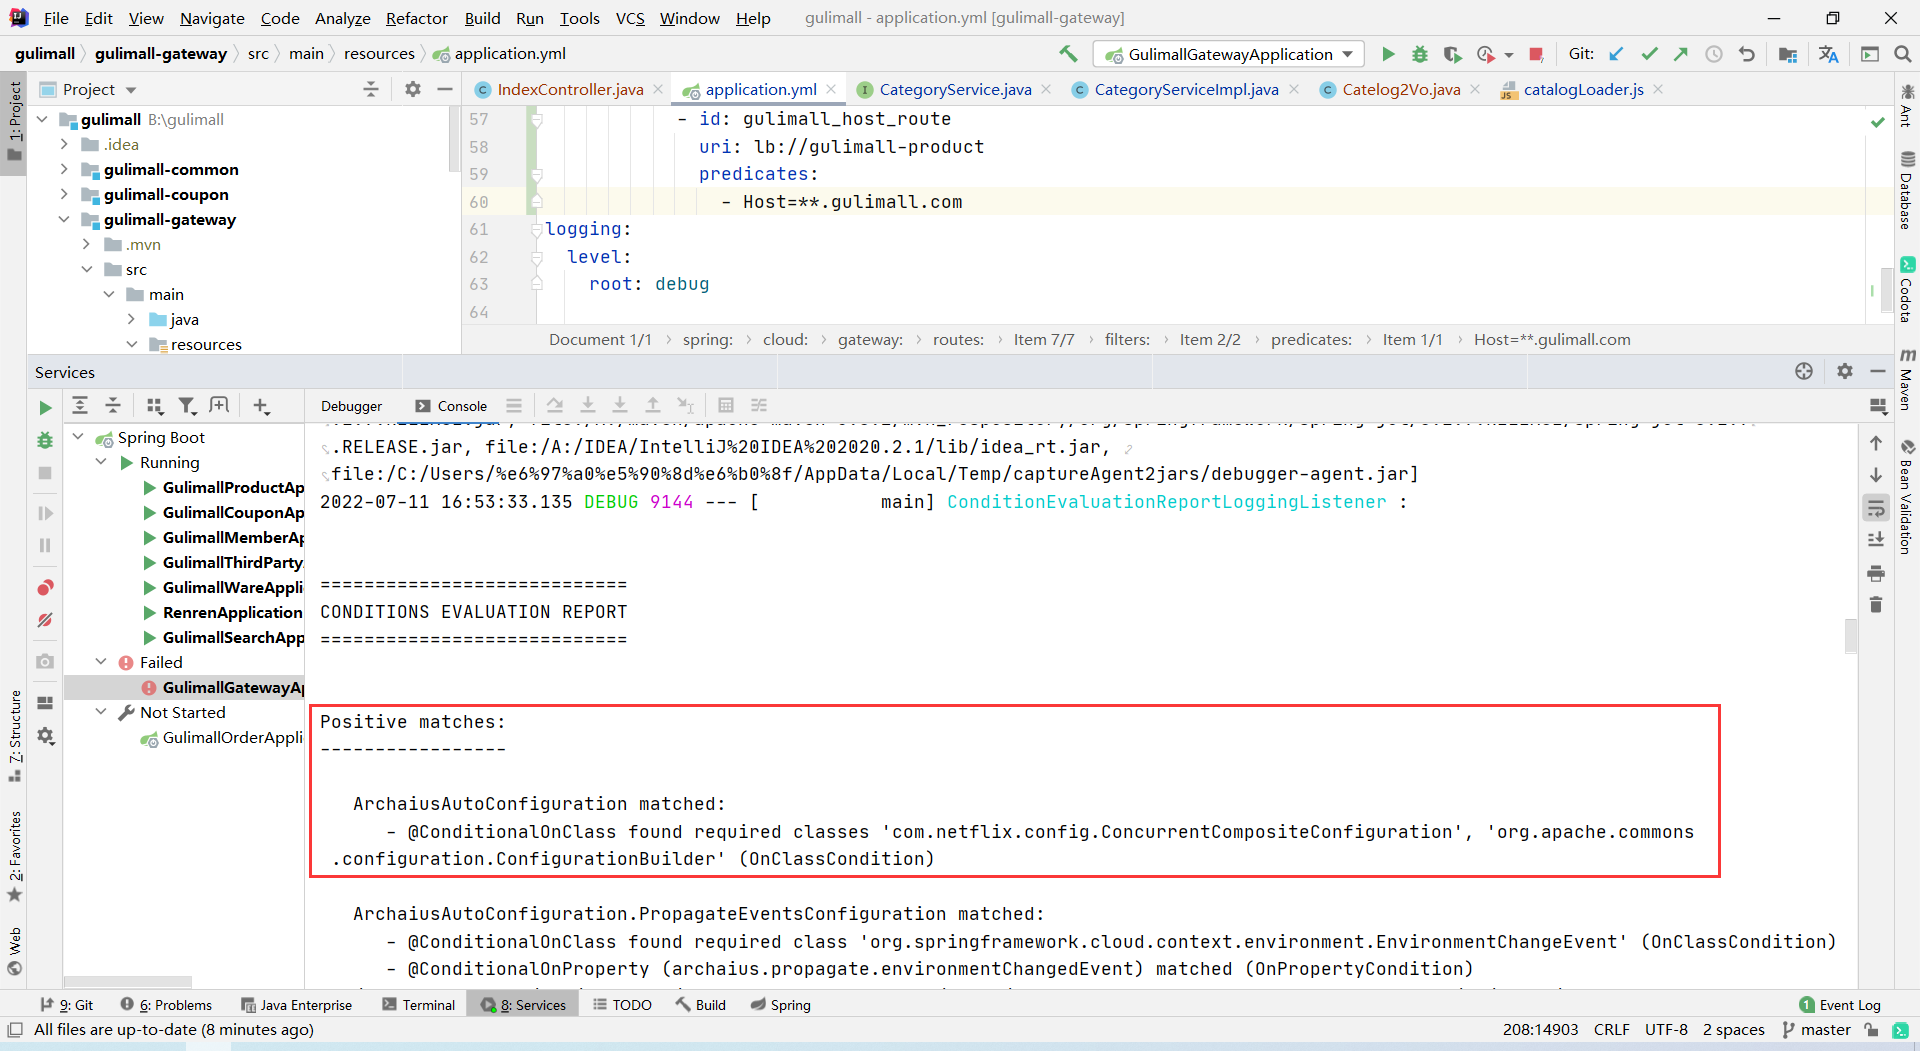 File Edit View Navigate Code Analyze Refactor Build Run Tools VCS Window Help gulimall - application.yml [gulimall-gateway]
gulimall gulimall-gateway src main resources application.yml GulimallGatewayApplication Git:
Project IndexController.java application.yml CategoryService.java CategoryServiceImpl.java Catelog2Vo.java catalogLoader.js
gulimall B:\gulimall
.idea
gulimall-common
gulimall-coupon
gulimall-gateway
.mvn
src
main
java
resources
57 - id: gulimall_host_route
58 uri: lb://gulimall-product
59 predicates:
60 - Host=**.gulimall.com
61 logging:
62 level:
63 root: debug
64
Document 1/1 spring: cloud: gateway: routes: Item 7/7 filters: Item 2/2 predicates: Item 1/1 Host=**.gulimall.com
Services
Debugger Console
Spring Boot
Running
GulimallProductAp
GulimallCouponAp
GulimallMemberAp
GulimallThirdParty
GulimallWareAppli
RenrenApplication
GulimallSearchApp
Failed
GulimallGatewayAp
Not Started
GulimallOrderAppli
.RELEASE.jar, file:/A:/IDEA/IntelliJ%20IDEA%202020.2.1/lib/idea_rt.jar,
file:/C:/Users/%e6%97%a0%e5%90%8d%e6%b0%8f/AppData/Local/Temp/captureAgent2jars/debugger-agent.jar]
2022-07-11 16:53:33.135 DEBUG 9144 --- [ main] ConditionEvaluationReportLoggingListener :
============================
CONDITIONS EVALUATION REPORT
============================
Positive matches:
-----------------
ArchaiusAutoConfiguration matched:
- @ConditionalOnClass found required classes 'com.netflix.config.ConcurrentCompositeConfiguration', 'org.apache.commons
.configuration.ConfigurationBuilder' (OnClassCondition)
ArchaiusAutoConfiguration.PropagateEventsConfiguration matched:
- @ConditionalOnClass found required class 'org.springframework.cloud.context.environment.EnvironmentChangeEvent' (OnClassCondition)
- @ConditionalOnProperty (archaius.propagate.environmentChangedEvent) matched (OnPropertyCondition)
1: Project
7: Structure
2: Favorites
Web
Ant
Database
Codota
Maven
Bean Validation
9: Git 6: Problems Java Enterprise Terminal 8: Services TODO Build Spring 1 Event Log
All files are up-to-date (8 minutes ago) 208:14903 CRLF UTF-8 2 spaces master